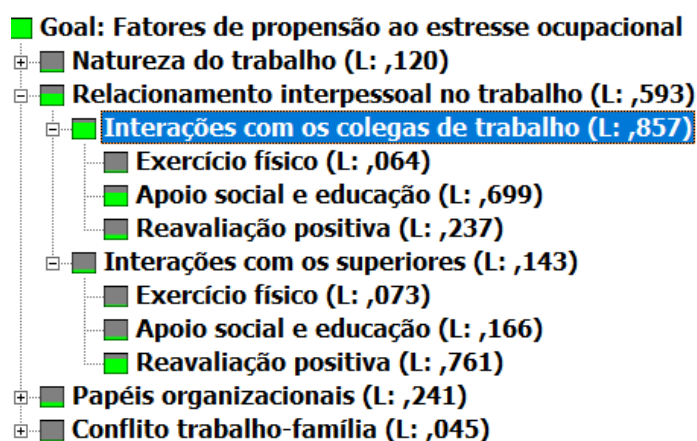 Goal: Fatores de propensão ao estresse ocupacional
Natureza do trabalho (L: ,120)
Relacionamento interpessoal no trabalho (L: ,593)
Interações com os colegas de trabalho (L: ,857)
Exercício físico (L: ,064)
Apoio social e educação (L: ,699)
Reavaliação positiva (L: ,237)
Interações com os superiores (L: ,143)
Exercício físico (L: ,073)
Apoio social e educação (L: ,166)
Reavaliação positiva (L: ,761)
Papéis organizacionais (L: ,241)
Conflito trabalho-família (L: ,045)